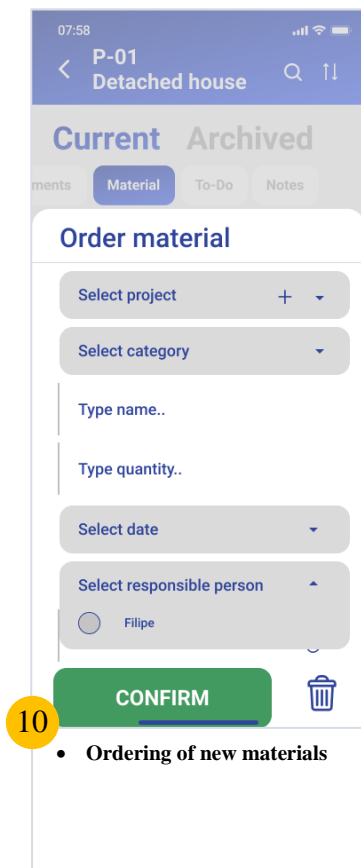 07:58
P-01
Detached house
Current Archived
ments Material To-Do Notes
Order material
Select project
Select category
Type name..
Type quantity..
Select date
Select responsible person
Filipe
CONFIRM
10
• Ordering of new materials